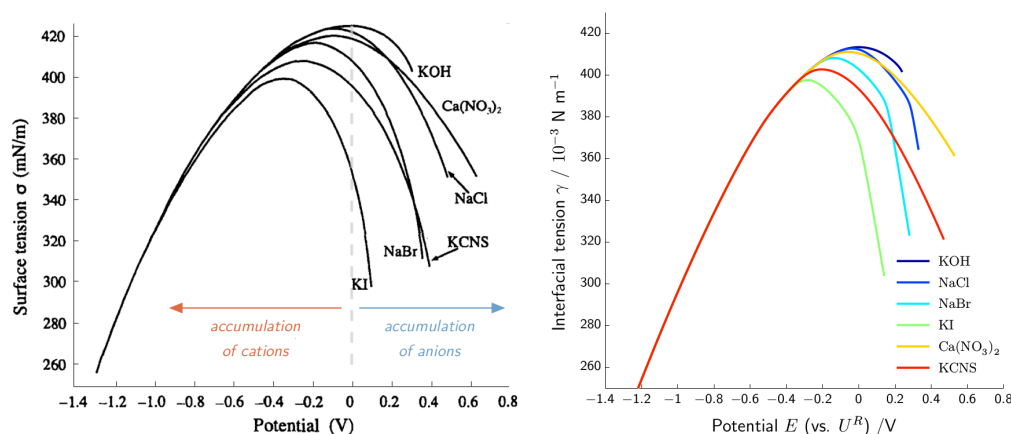 Surface tension σ (mN/m)
420
400
380
360
340
320
300
280
260
−1.4
−1.2
−1.0
−0.8
−0.6
−0.4
−0.2
0
0.2
0.4
0.6
0.8
Potential (V)
KOH
Ca(NO3)2
NaCl
KCNS
NaBr
KI
accumulation
of cations
accumulation
of anions
Interfacial tension γ / 10⁻³ N m⁻¹
420
400
380
360
340
320
300
280
260
−1.4
−1.2
−1
−0.8
−0.6
−0.4
−0.2
0
0.2
0.4
0.6
0.8
Potential E (vs. Uᴿ) /V
KOH
NaCl
NaBr
KI
Ca(NO3)2
KCNS